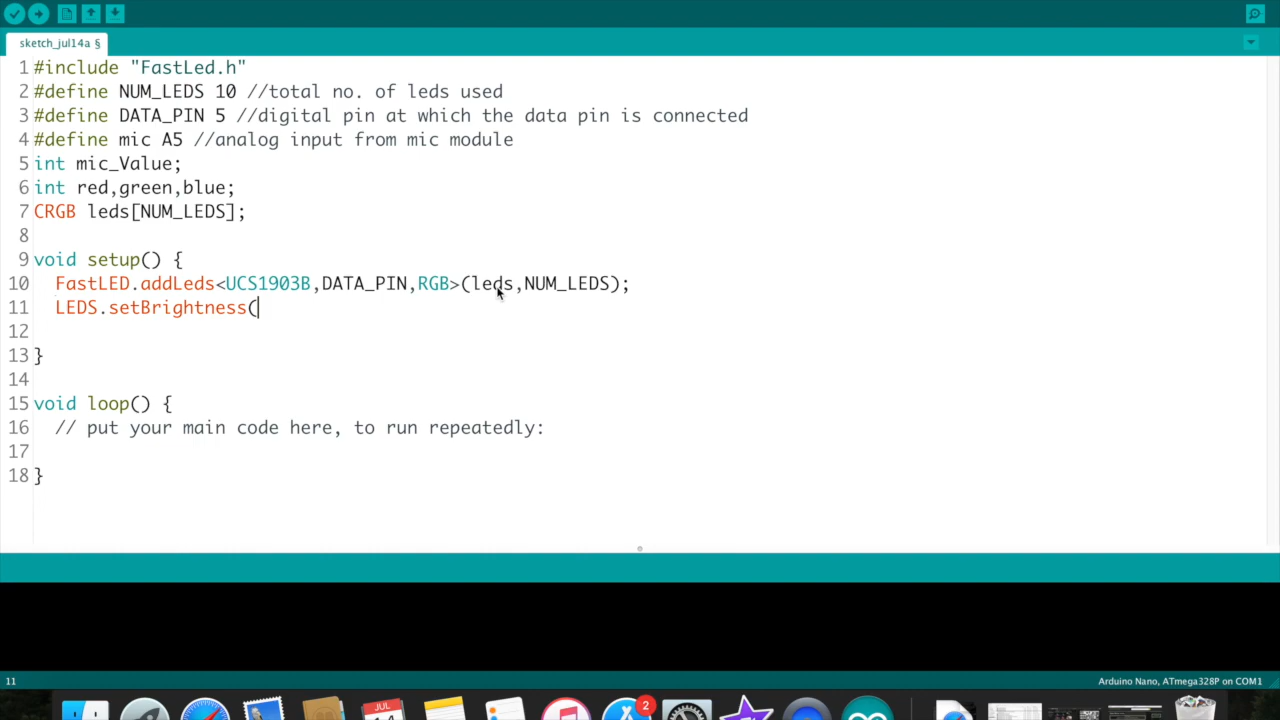 sketch_jul14a §
1 #include "FastLed.h"
2 #define NUM_LEDS 10 //total no. of leds used
3 #define DATA_PIN 5 //digital pin at which the data pin is connected
4 #define mic A5 //analog input from mic module
5 int mic_Value;
6 int red,green,blue;
7 CRGB leds[NUM_LEDS];
8
9 void setup() {
10 FastLED.addLeds<UCS1903B,DATA_PIN,RGB>(leds,NUM_LEDS);
11 LEDS.setBrightness(
12
13 }
14
15 void loop() {
16 // put your main code here, to run repeatedly:
17
18 }
11
Arduino Nano, ATmega328P on COM1
2
JUL